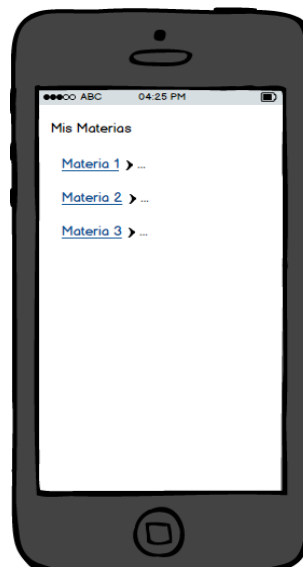 ABC 04:25 PM
Mis Materias
Materia 1 > ...
Materia 2 > ...
Materia 3 > ...